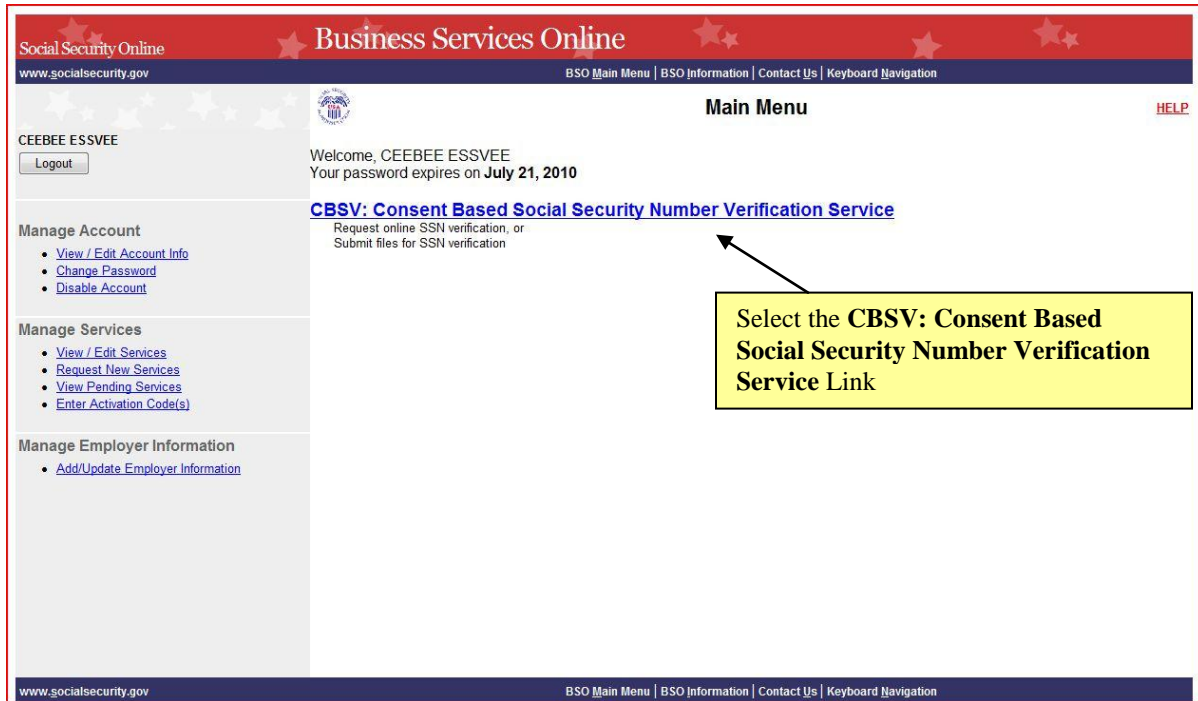 Social Security Online
Business Services Online
www.socialsecurity.gov
BSO Main Menu | BSO Information | Contact Us | Keyboard Navigation
Main Menu
HELP
CEEBEE ESSVEE
Logout
Welcome, CEEBEE ESSVEE
Your password expires on July 21, 2010
CBSV: Consent Based Social Security Number Verification Service
Request online SSN verification, or
Submit files for SSN verification
Manage Account
View / Edit Account Info
Change Password
Disable Account
Manage Services
View / Edit Services
Request New Services
View Pending Services
Enter Activation Code(s)
Manage Employer Information
Add/Update Employer Information
Select the CBSV: Consent Based
Social Security Number Verification
Service Link
www.socialsecurity.gov
BSO Main Menu | BSO Information | Contact Us | Keyboard Navigation